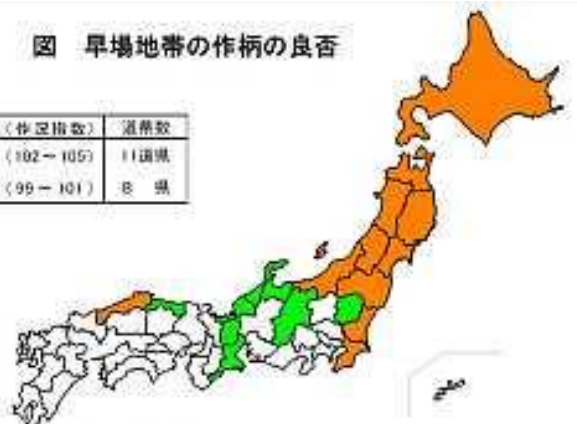 図 早場地帯の作柄の良否
(作況指数) 道県数
(102〜105) 11道県
(99〜101) 8 県